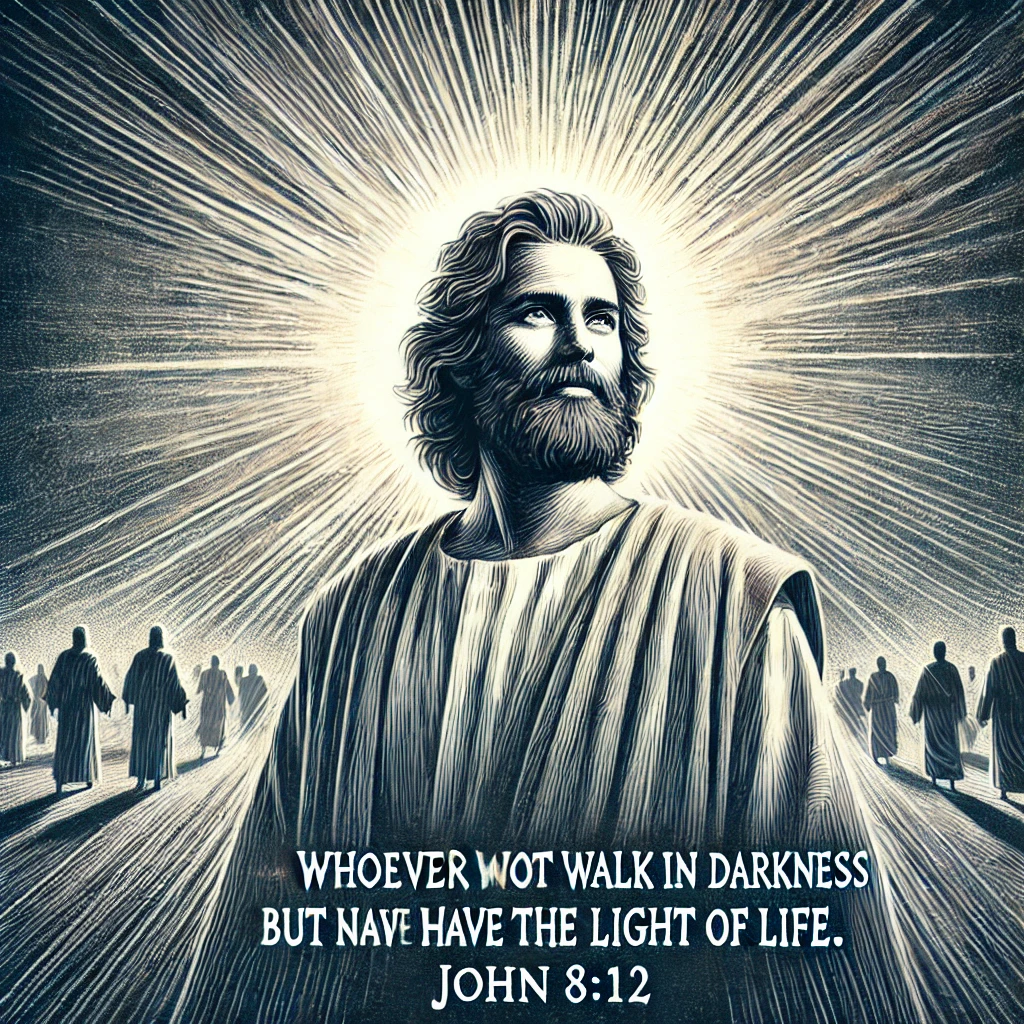 WHOEVER WOT WALK IN DARKNESS
BUT NAVE HAVE THE LIGHT OF LIFE.
JOHN 8:12